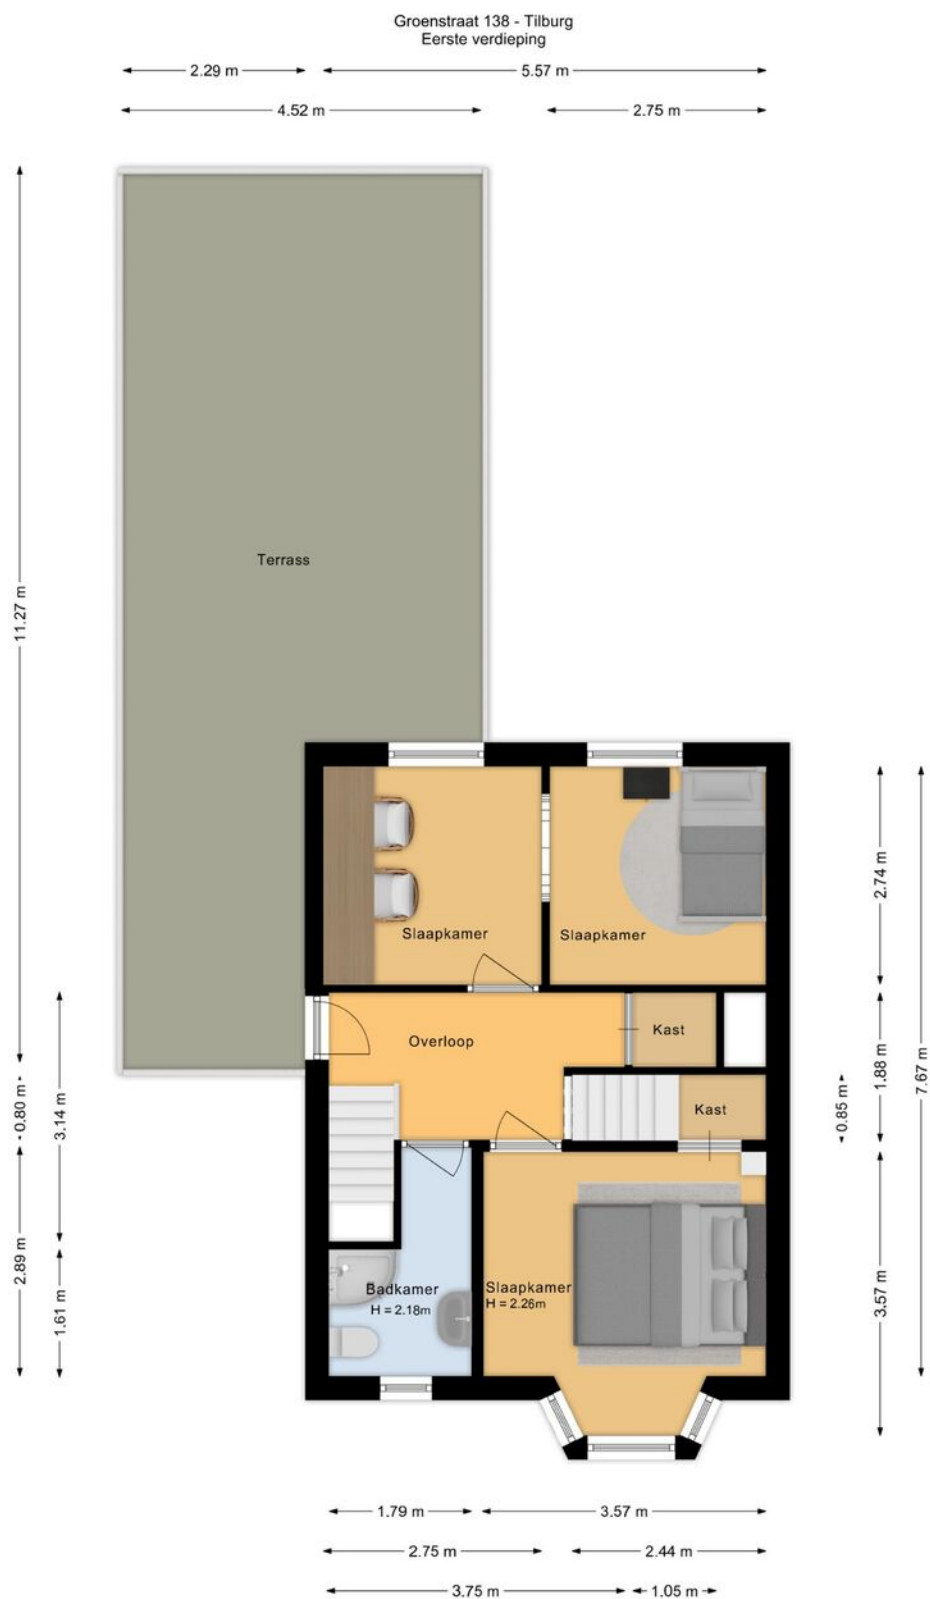 Groenstraat 138 - Tilburg
Eerste verdieping
2.29 m
5.57 m
4.52 m
2.75 m
11.27 m
Terrass
2.74 m
7.67 m
Slaapkamer
Slaapkamer
Kast
Overloop
1.88 m
0.80 m
3.14 m
0.85 m
Kast
2.89 m
1.61 m
Badkamer
H = 2.18m
Slaapkamer
H = 2.26m
3.57 m
1.79 m
3.57 m
2.75 m
2.44 m
3.75 m
1.05 m